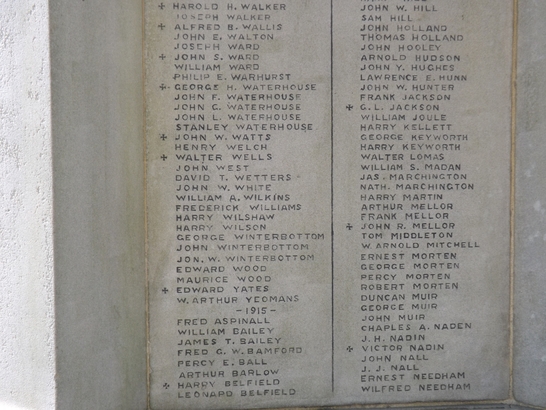 ✢ HAROLD H. WALKER
JOSEPH WALKER
✢ ALFRED B. WALLIS
JOHN E. WALTON
JOSEPH WARD
✢ JOHN S. WARD
WILLIAM WARD
PHILIP E. WARHURST
✢ GEORGE H. WATERHOUSE
JOHN F. WATERHOUSE
JOHN G. WATERHOUSE
JOHN L. WATERHOUSE
STANLEY WATERHOUSE
✢ JOHN W. WATTS
HENRY WELCH
✢ WALTER WELLS
JOHN WEST
DAVID T. WETTERS
JOHN W. WHITE
WILLIAM A. WILKINS
FREDERICK WILLIAMS
HARRY WILSHAW
HARRY WILSON
GEORGE WINTERBOTTOM
JOHN WINTERBOTTOM
JON. W. WINTERBOTTOM
EDWARD WOOD
MAURICE WOOD
✢ EDWARD YATES
W. ARTHUR YEOMANS
-1915-
FRED ASPINALL
WILLIAM BAILEY
JAMES T. BAILEY
FRED G. W. BAMFORD
PERCY E. BALL
ARTHUR BARLOW
✢ HARRY BELFIELD
LEONARD BELFIELD
JOHN W. HILL
SAM HILL
JOHN HOLLAND
THOMAS HOLLAND
JOHN HOOLEY
ARNOLD HUDSON
JOHN Y. HUGHES
LAWRENCE E. HUNN
JOHN W. HUNTER
FRANK JACKSON
✢ G. L. JACKSON
WILLIAM JOULE
HARRY KELLETT
GEORGE KEYWORTH
HARRY KEYWORTH
WALTER LOMAS
WILLIAM S. MADAN
JAS. MARCHINGTON
NATH. MARCHINGTON
HARRY MARTIN
ARTHUR MELLOR
FRANK MELLOR
✢ JOHN R. MELLOR
TOM MIDDLETON
W. ARNOLD MITCHELL
ERNEST MORTEN
GEORGE MORTEN
PERCY MORTEN
ROBERT MORTEN
DUNCAN MUIR
GEORGE MUIR
JOHN MUIR
CHARLES A. NADEN
J. H. NADIN
✢ VICTOR NADIN
JOHN NALL
J. J. NALL
ERNEST NEEDHAM
WILFRED NEEDHAM